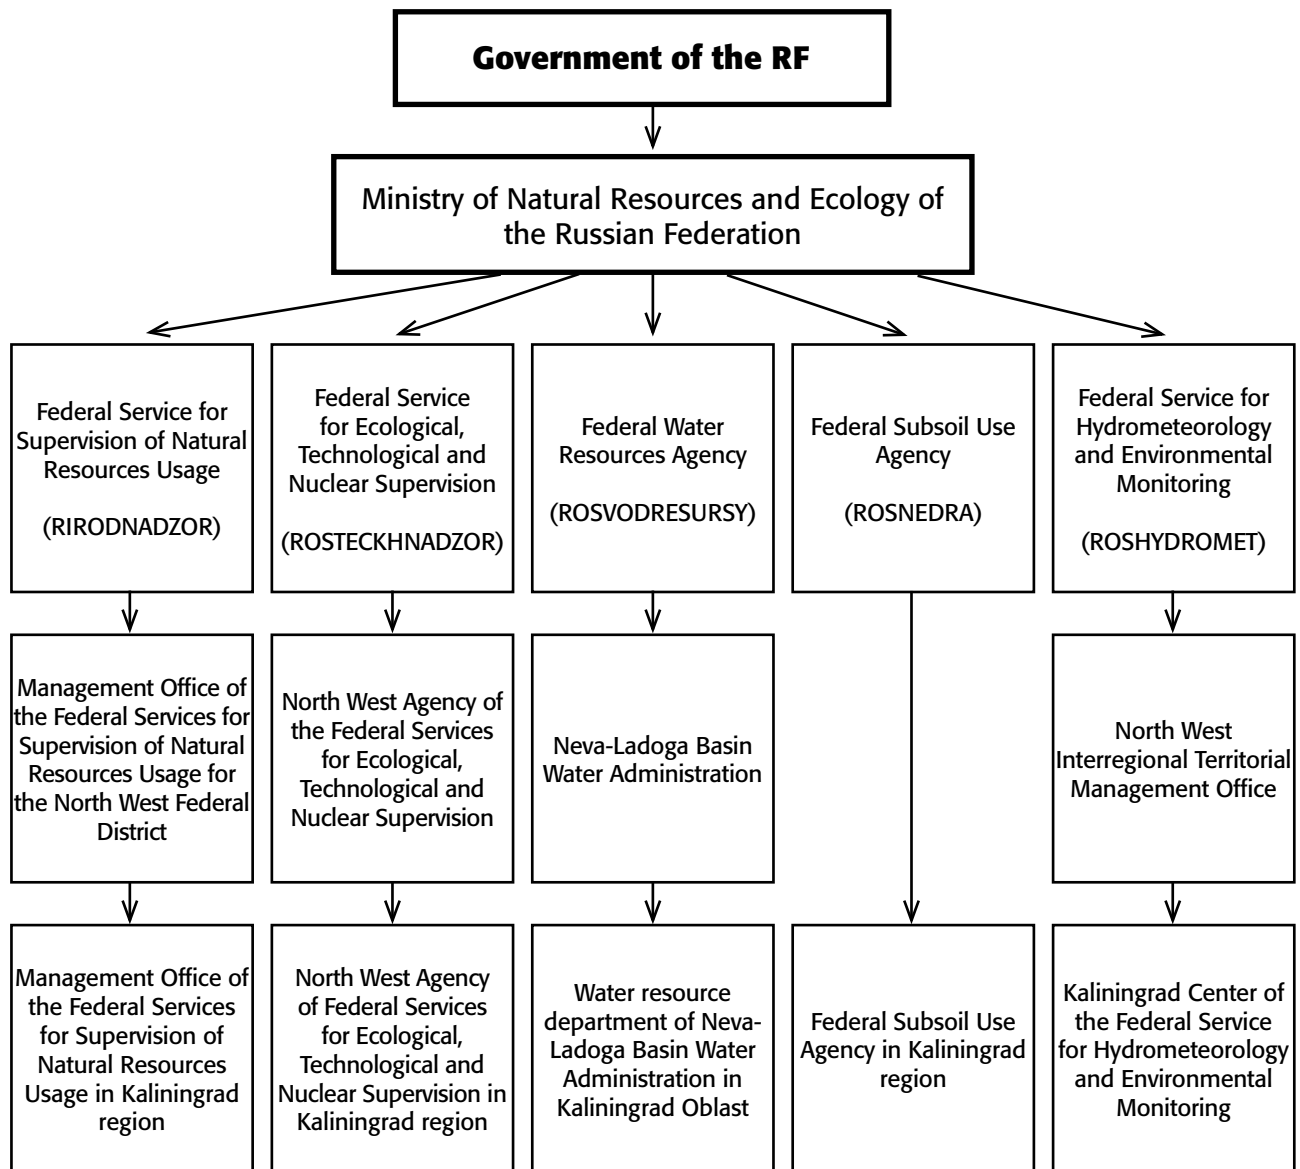 Government of the RF
Ministry of Natural Resources and Ecology of
the Russian Federation
Federal Service for
Supervision of Natural
Resources Usage
(RIRODNADZOR)
Federal Service
for Ecological,
Technological and
Nuclear Supervision
(ROSTECKHNADZOR)
Federal Water
Resources Agency
(ROSVODRESURSY)
Federal Subsoil Use
Agency
(ROSNEDRA)
Federal Service for
Hydrometeorology
and Environmental
Monitoring
(ROSHYDROMET)
Management Office of
the Federal Services for
Supervision of Natural
Resources Usage for
the North West Federal
District
North West Agency of
the Federal Services
for Ecological,
Technological and
Nuclear Supervision
Neva-Ladoga Basin
Water Administration
North West
Interregional Territorial
Management Office
Management Office of
the Federal Services
for Supervision of
Natural Resources
Usage in Kaliningrad
region
North West Agency
of Federal Services
for Ecological,
Technological and
Nuclear Supervision in
Kaliningrad region
Water resource
department of Neva-
Ladoga Basin Water
Administration in
Kaliningrad Oblast
Federal Subsoil Use
Agency in Kaliningrad
region
Kaliningrad Center of
the Federal Service
for Hydrometeorology
and Environmental
Monitoring